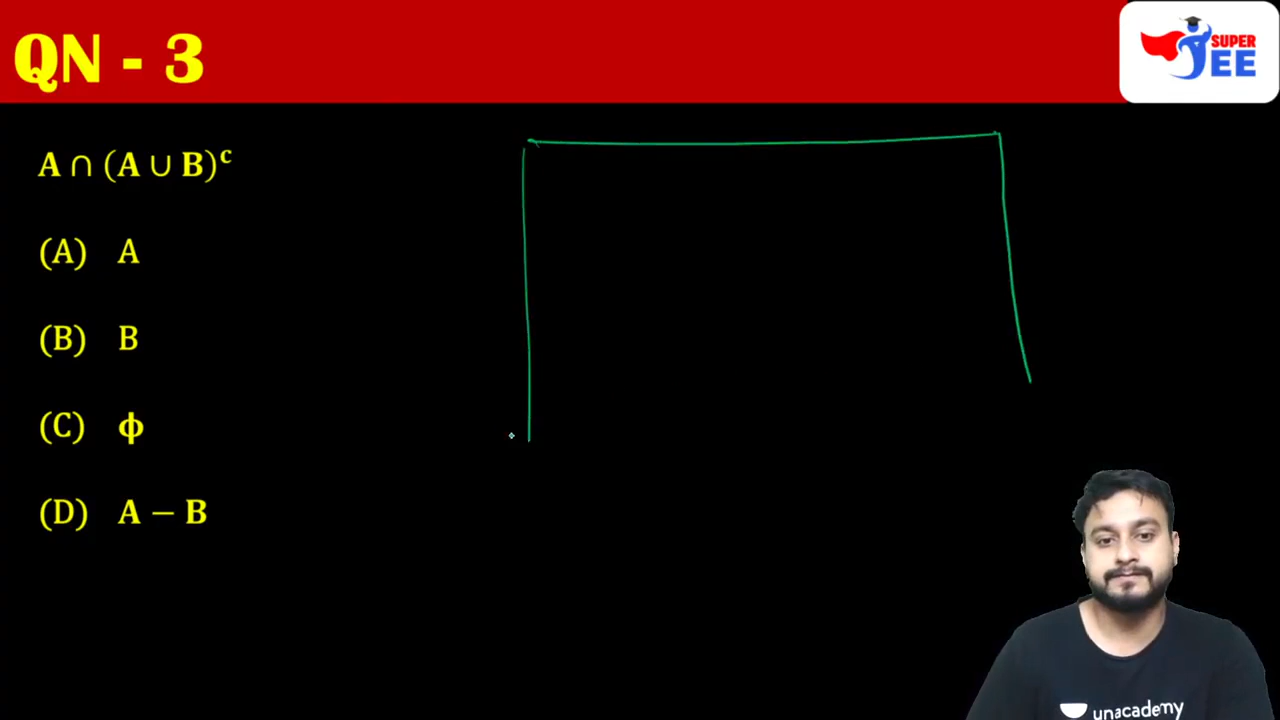 QN - 3
SUPER
JEE
A ∩ (A ∪ B)ᶜ
(A) A
(B) B
(C) ϕ
(D) A − B
unacademy